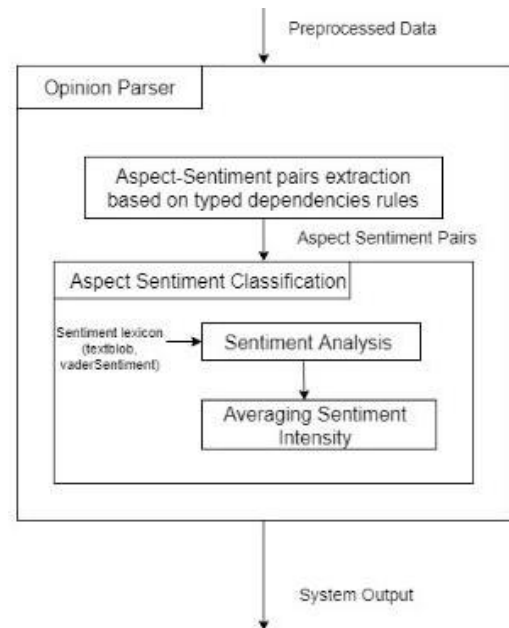 Preprocessed Data
Opinion Parser
Aspect-Sentiment pairs extraction
based on typed dependencies rules
Aspect Sentiment Pairs
Aspect Sentiment Classification
Sentiment lexicon
(textblob,
vaderSentiment)
Sentiment Analysis
Averaging Sentiment
Intensity
System Output